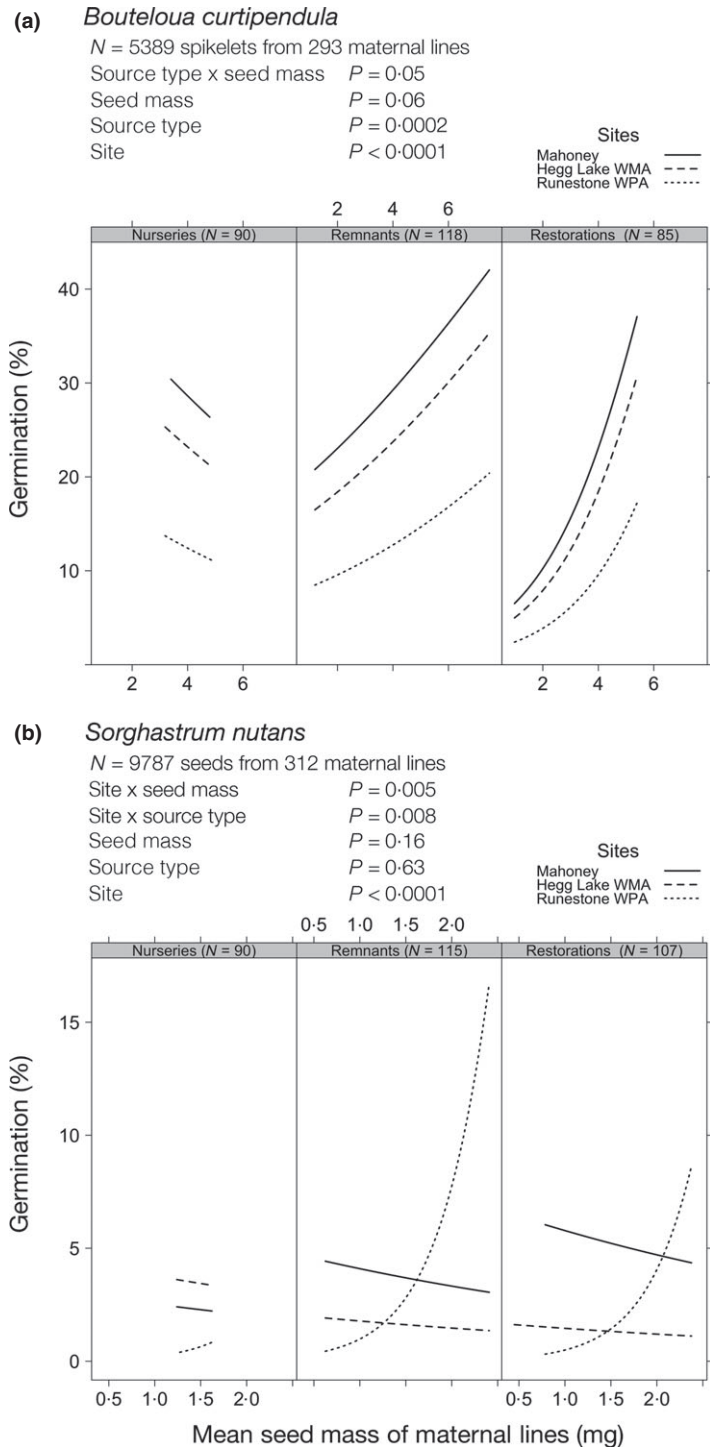 (a) Bouteloua curtipendula
N = 5389 spikelets from 293 maternal lines
Source type x seed mass P = 0·05
Seed mass P = 0·06
Source type P = 0·0002
Site P < 0·0001
Sites
Mahoney
Hegg Lake WMA
Runestone WPA
2 4 6
Nurseries (N = 90) Remnants (N = 118) Restorations (N = 85)
40
30
20
10
Germination (%)
2 4 6 2 4 6
(b) Sorghastrum nutans
N = 9787 seeds from 312 maternal lines
Site x seed mass P = 0·005
Site x source type P = 0·008
Seed mass P = 0·16
Source type P = 0·63
Site P < 0·0001
Sites
Mahoney
Hegg Lake WMA
Runestone WPA
0·5 1·0 1·5 2·0
Nurseries (N = 90) Remnants (N = 115) Restorations (N = 107)
15
10
5
0
Germination (%)
0·5 1·0 1·5 2·0 0·5 1·0 1·5 2·0
Mean seed mass of maternal lines (mg)